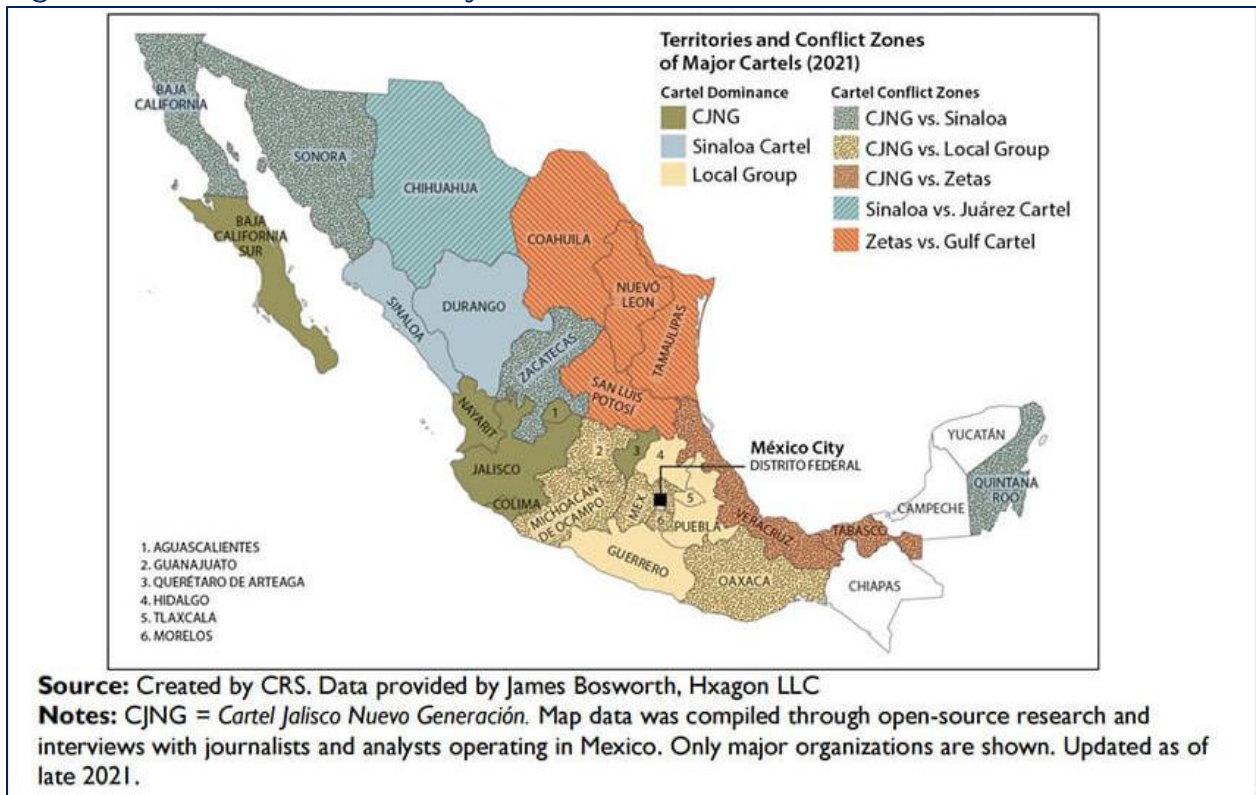 Territories and Conflict Zones
of Major Cartels (2021)
Cartel Dominance
CJNG
Sinaloa Cartel
Local Group
Cartel Conflict Zones
CJNG vs. Sinaloa
CJNG vs. Local Group
CJNG vs. Zetas
Sinaloa vs. Juárez Cartel
Zetas vs. Gulf Cartel
BAJA
CALIFORNIA
SONORA
CHIHUAHUA
BAJA
CALIFORNIA
SUR
COAHUILA
NUEVO
LEON
TAMAULIPAS
SINALOA
DURANGO
ZACATECAS
SAN LUIS
POTOSÍ
NAYARIT
1
JALISCO
COLIMA
2
3
4
México City
DISTRITO FEDERAL
MICHOACÁN
DE OCAMPO
MEX
5
6
PUEBLA
VERACRUZ
TABASCO
YUCATÁN
QUINTANA
ROO
CAMPECHE
GUERRERO
OAXACA
CHIAPAS
1. AGUASCALIENTES
2. GUANAJUATO
3. QUERÉTARO DE ARTEAGA
4. HIDALGO
5. TLAXCALA
6. MORELOS
Source: Created by CRS. Data provided by James Bosworth, Hxagon LLC
Notes: CJNG = Cartel Jalisco Nuevo Generación. Map data was compiled through open-source research and
interviews with journalists and analysts operating in Mexico. Only major organizations are shown. Updated as of
late 2021.